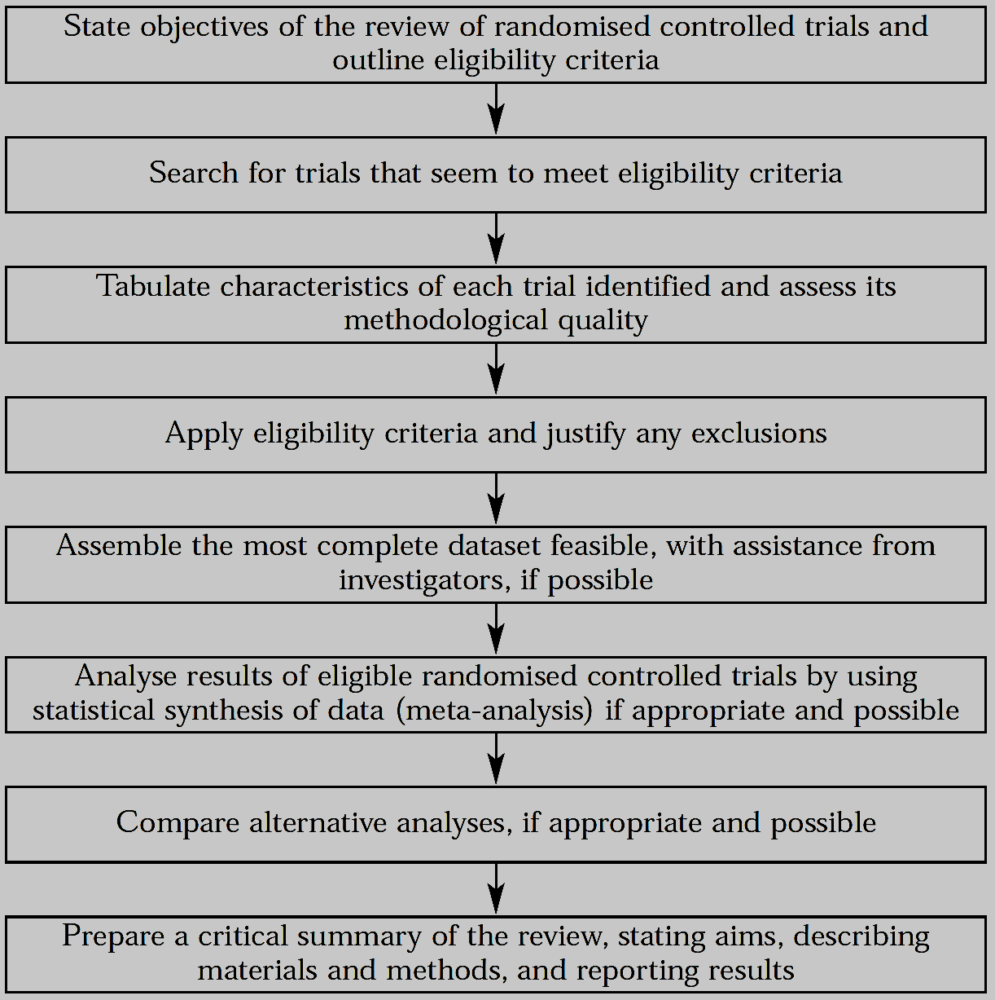 State objectives of the review of randomised controlled trials and
outline eligibility criteria
Search for trials that seem to meet eligibility criteria
Tabulate characteristics of each trial identified and assess its
methodological quality
Apply eligibility criteria and justify any exclusions
Assemble the most complete dataset feasible, with assistance from
investigators, if possible
Analyse results of eligible randomised controlled trials by using
statistical synthesis of data (meta-analysis) if appropriate and possible
Compare alternative analyses, if appropriate and possible
Prepare a critical summary of the review, stating aims, describing
materials and methods, and reporting results